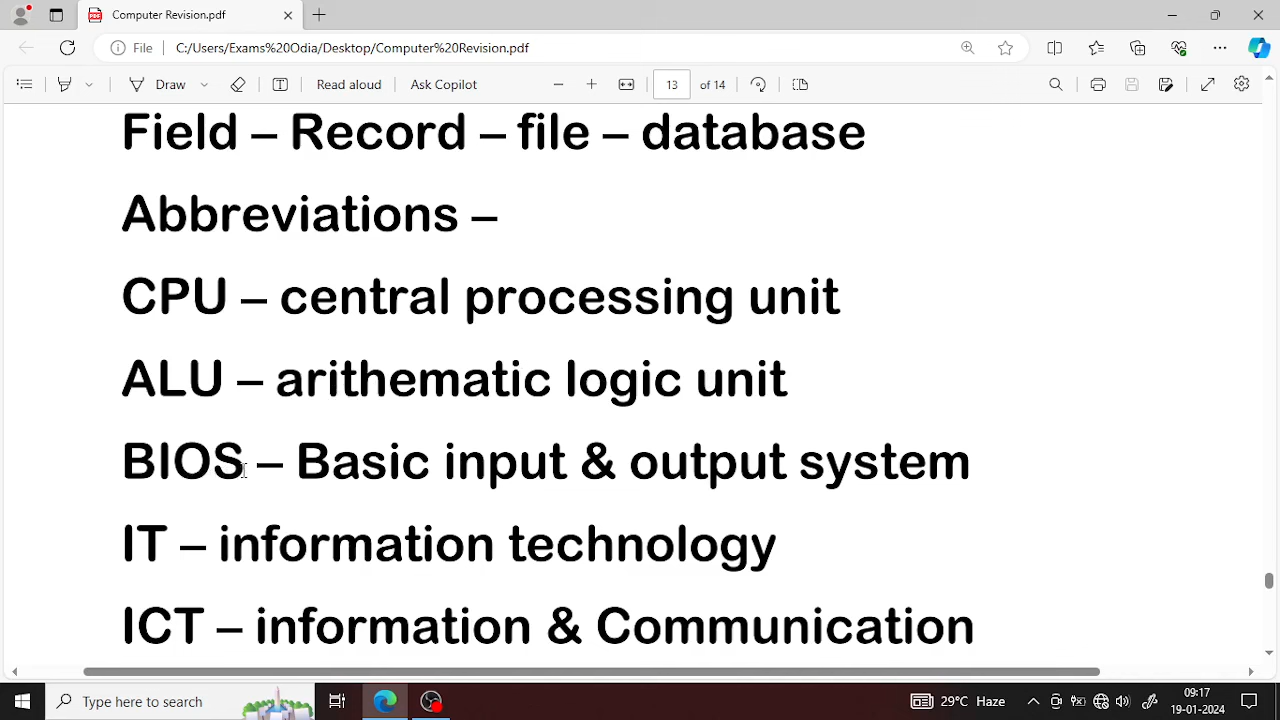 Computer Revision.pdf
File
C:/Users/Exams%20Odia/Desktop/Computer%20Revision.pdf
Draw
Read aloud
Ask Copilot
13 of 14
Field – Record – file – database
Abbreviations –
CPU – central processing unit
ALU – arithematic logic unit
BIOS – Basic input & output system
IT – information technology
ICT – information & Communication
Type here to search
29°C Haze
09:17
19-01-2024